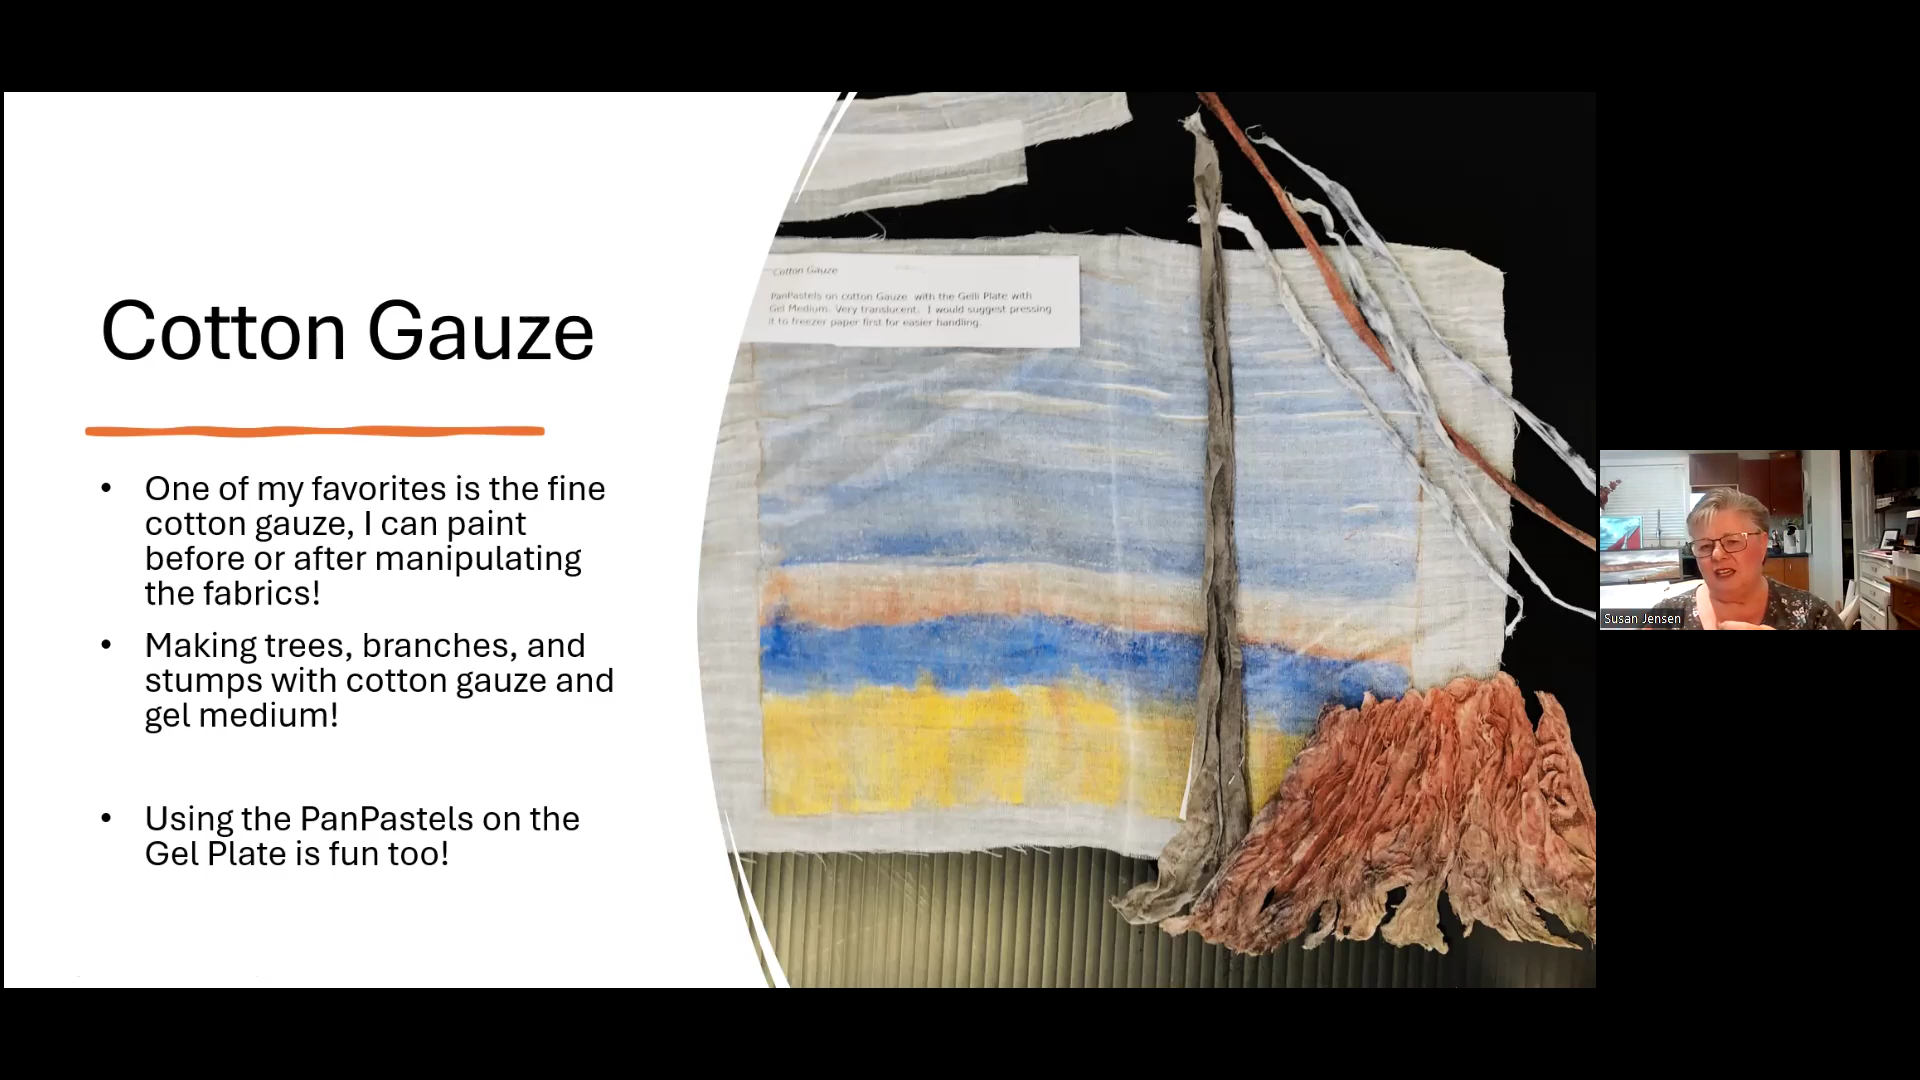 Cotton Gauze
• One of my favorites is the fine
cotton gauze, I can paint
before or after manipulating
the fabrics!
• Making trees, branches, and
stumps with cotton gauze and
gel medium!
• Using the PanPastels on the
Gel Plate is fun too!
Cotton Gauze
PanPastels on cotton Gauze with the Gelli Plate with
Gel Medium. Very translucent. I would suggest pressing
it to freezer paper first for easier handling.
Susan Jensen